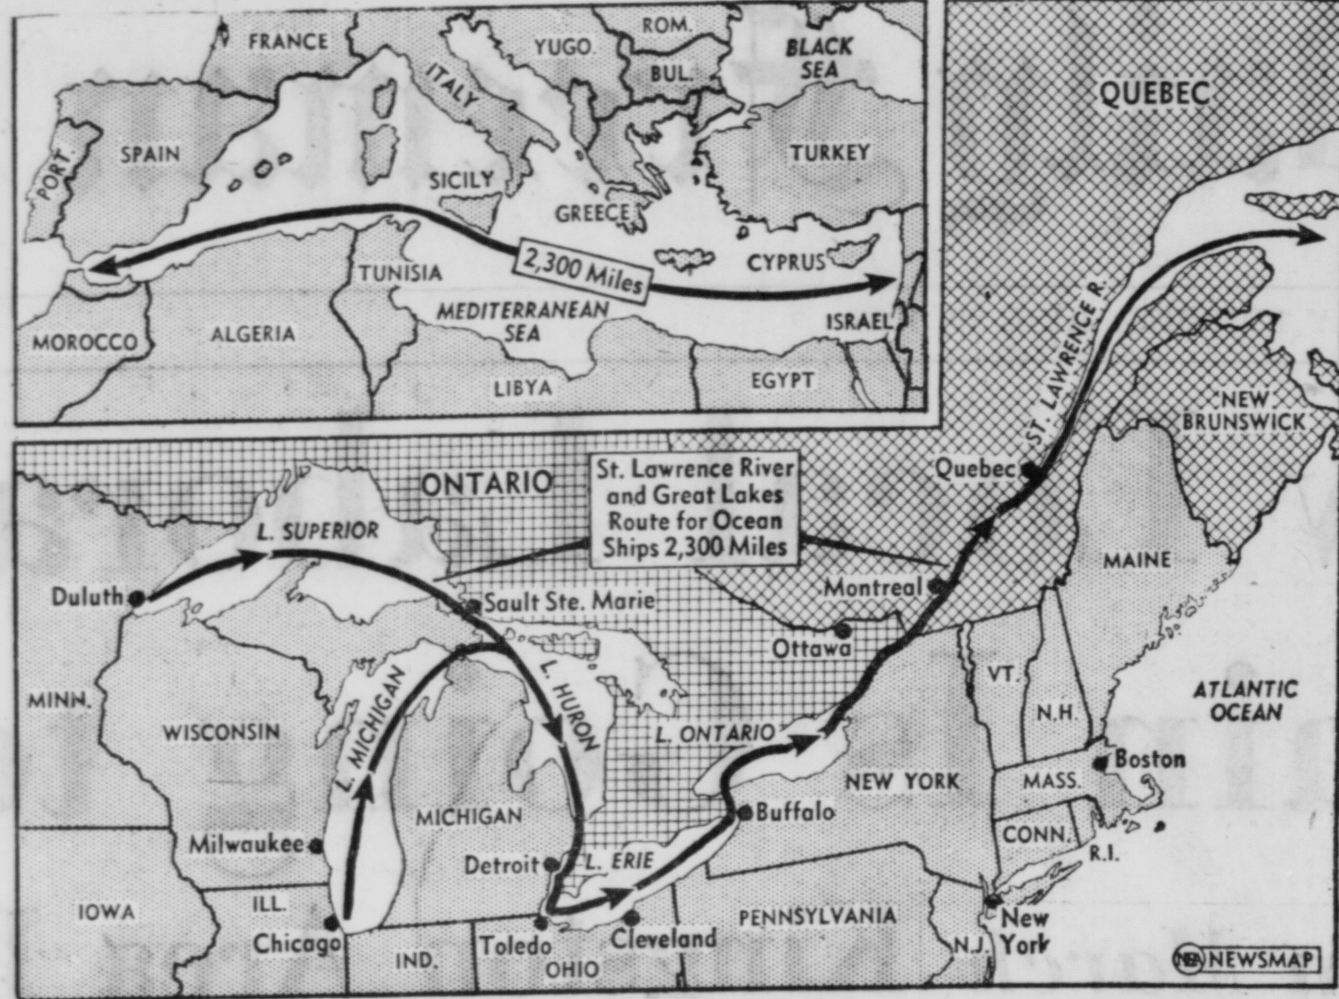 FRANCE
YUGO.
ROM.
BUL.
BLACK
SEA
ITALY
PORT.
SPAIN
SICILY
GREECE
TURKEY
2,300 Miles
CYPRUS
TUNISIA
MEDITERRANEAN
SEA
ISRAEL
MOROCCO
ALGERIA
LIBYA
EGYPT
QUEBEC
ST. LAWRENCE R.
NEW
BRUNSWICK
Quebec
ONTARIO
St. Lawrence River
and Great Lakes
Route for Ocean
Ships 2,300 Miles
L. SUPERIOR
MAINE
Duluth
Sault Ste. Marie
Montreal
Ottawa
MINN.
WISCONSIN
L. MICHIGAN
L. HURON
L. ONTARIO
VT.
N.H.
ATLANTIC
OCEAN
MICHIGAN
NEW YORK
MASS.
Boston
Milwaukee
Buffalo
CONN.
R.I.
Detroit
L. ERIE
IOWA
ILL.
Chicago
IND.
Toledo
OHIO
Cleveland
PENNSYLVANIA
N.J.
New
York
NEA NEWSMAP